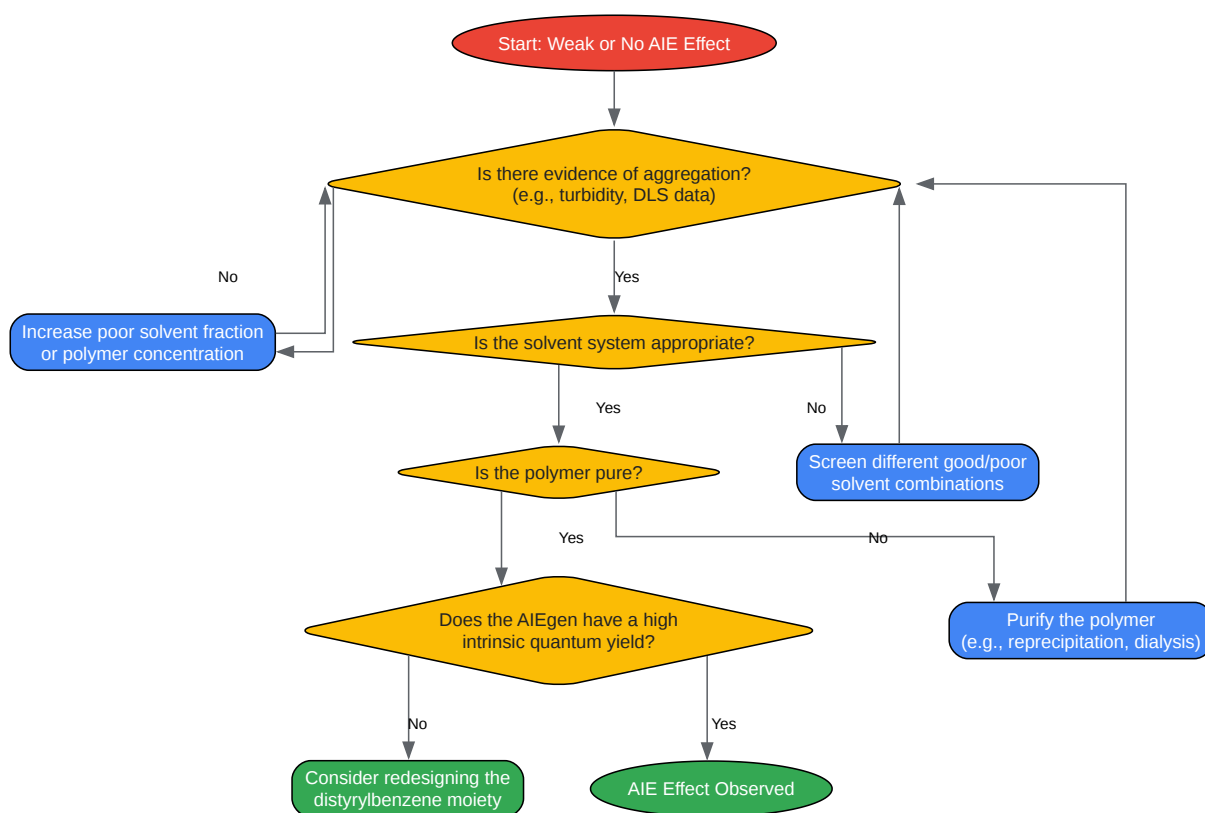 Start: Weak or No AIE Effect
Is there evidence of aggregation?
(e.g., turbidity, DLS data)
No
Yes
Increase poor solvent fraction
or polymer concentration
Is the solvent system appropriate?
Yes
No
Screen different good/poor
solvent combinations
Is the polymer pure?
Yes
No
Purify the polymer
(e.g., reprecipitation, dialysis)
Does the AIEgen have a high
intrinsic quantum yield?
No
Yes
Consider redesigning the
distyrylbenzene moiety
AIE Effect Observed